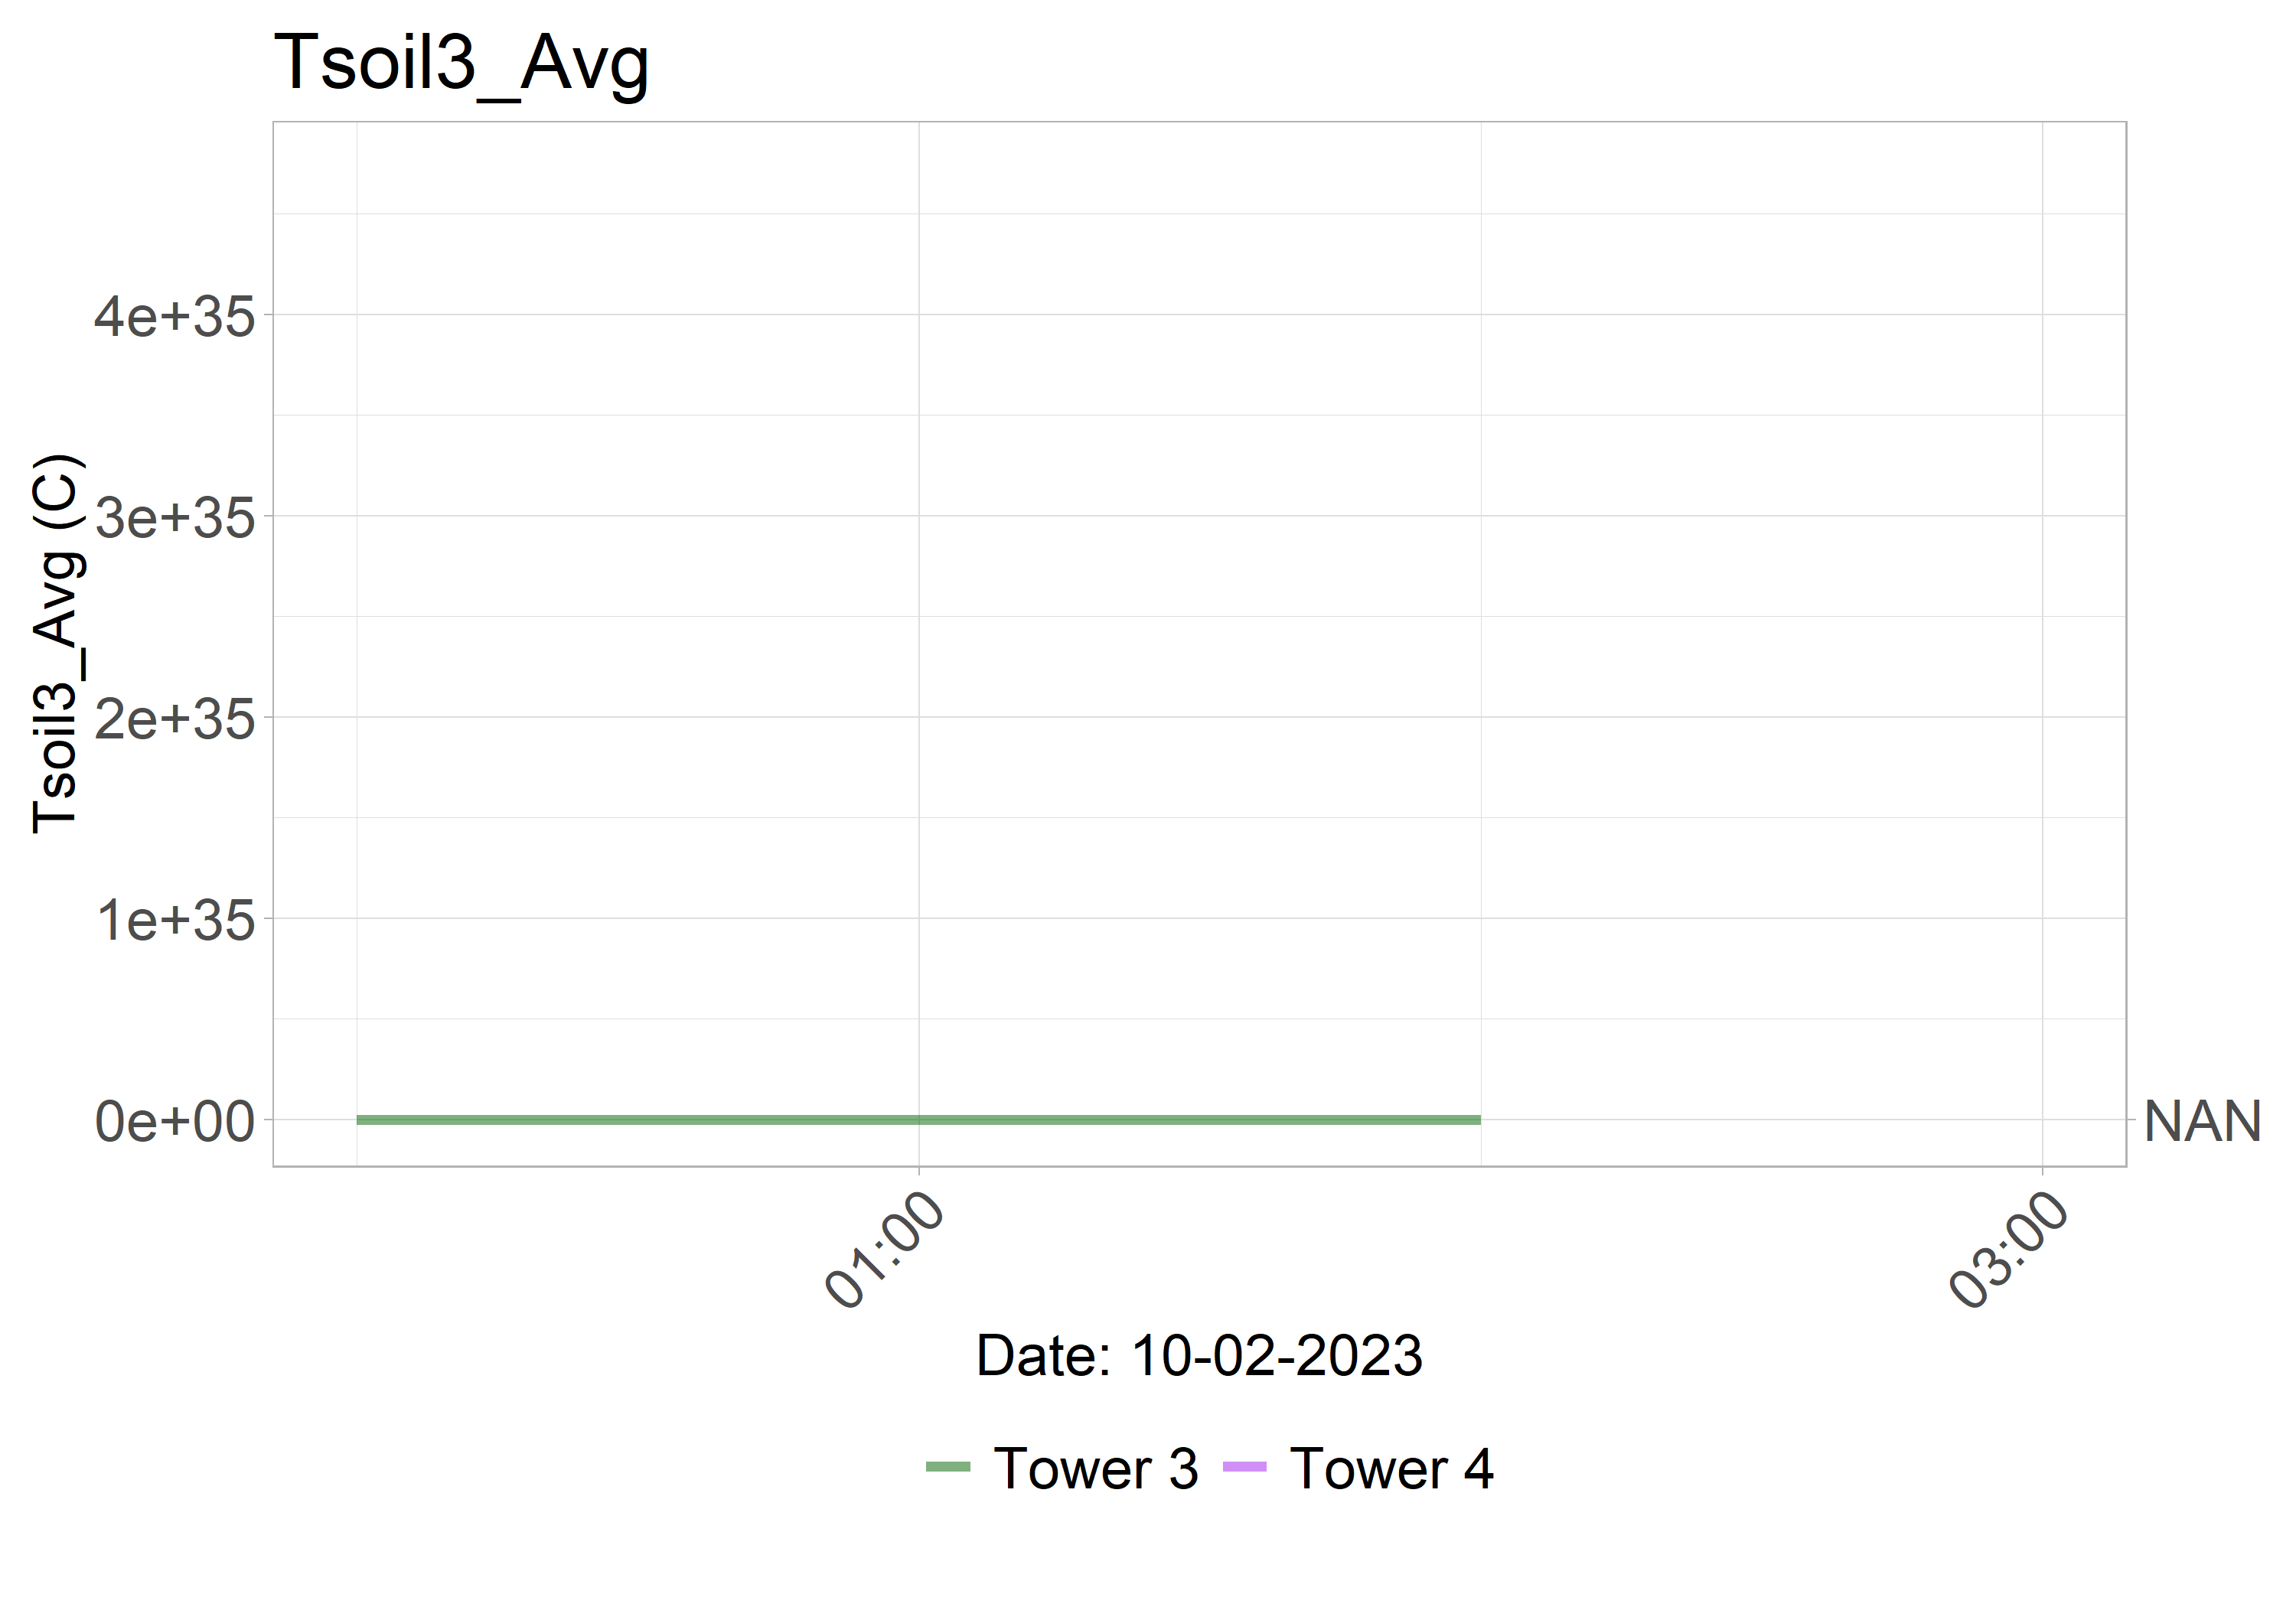 Tsoil3_Avg
Tsoil3_Avg (C)
4e+35
3e+35
2e+35
1e+35
0e+00
NAN
01:00
03:00
Date: 10-02-2023
Tower 3
Tower 4